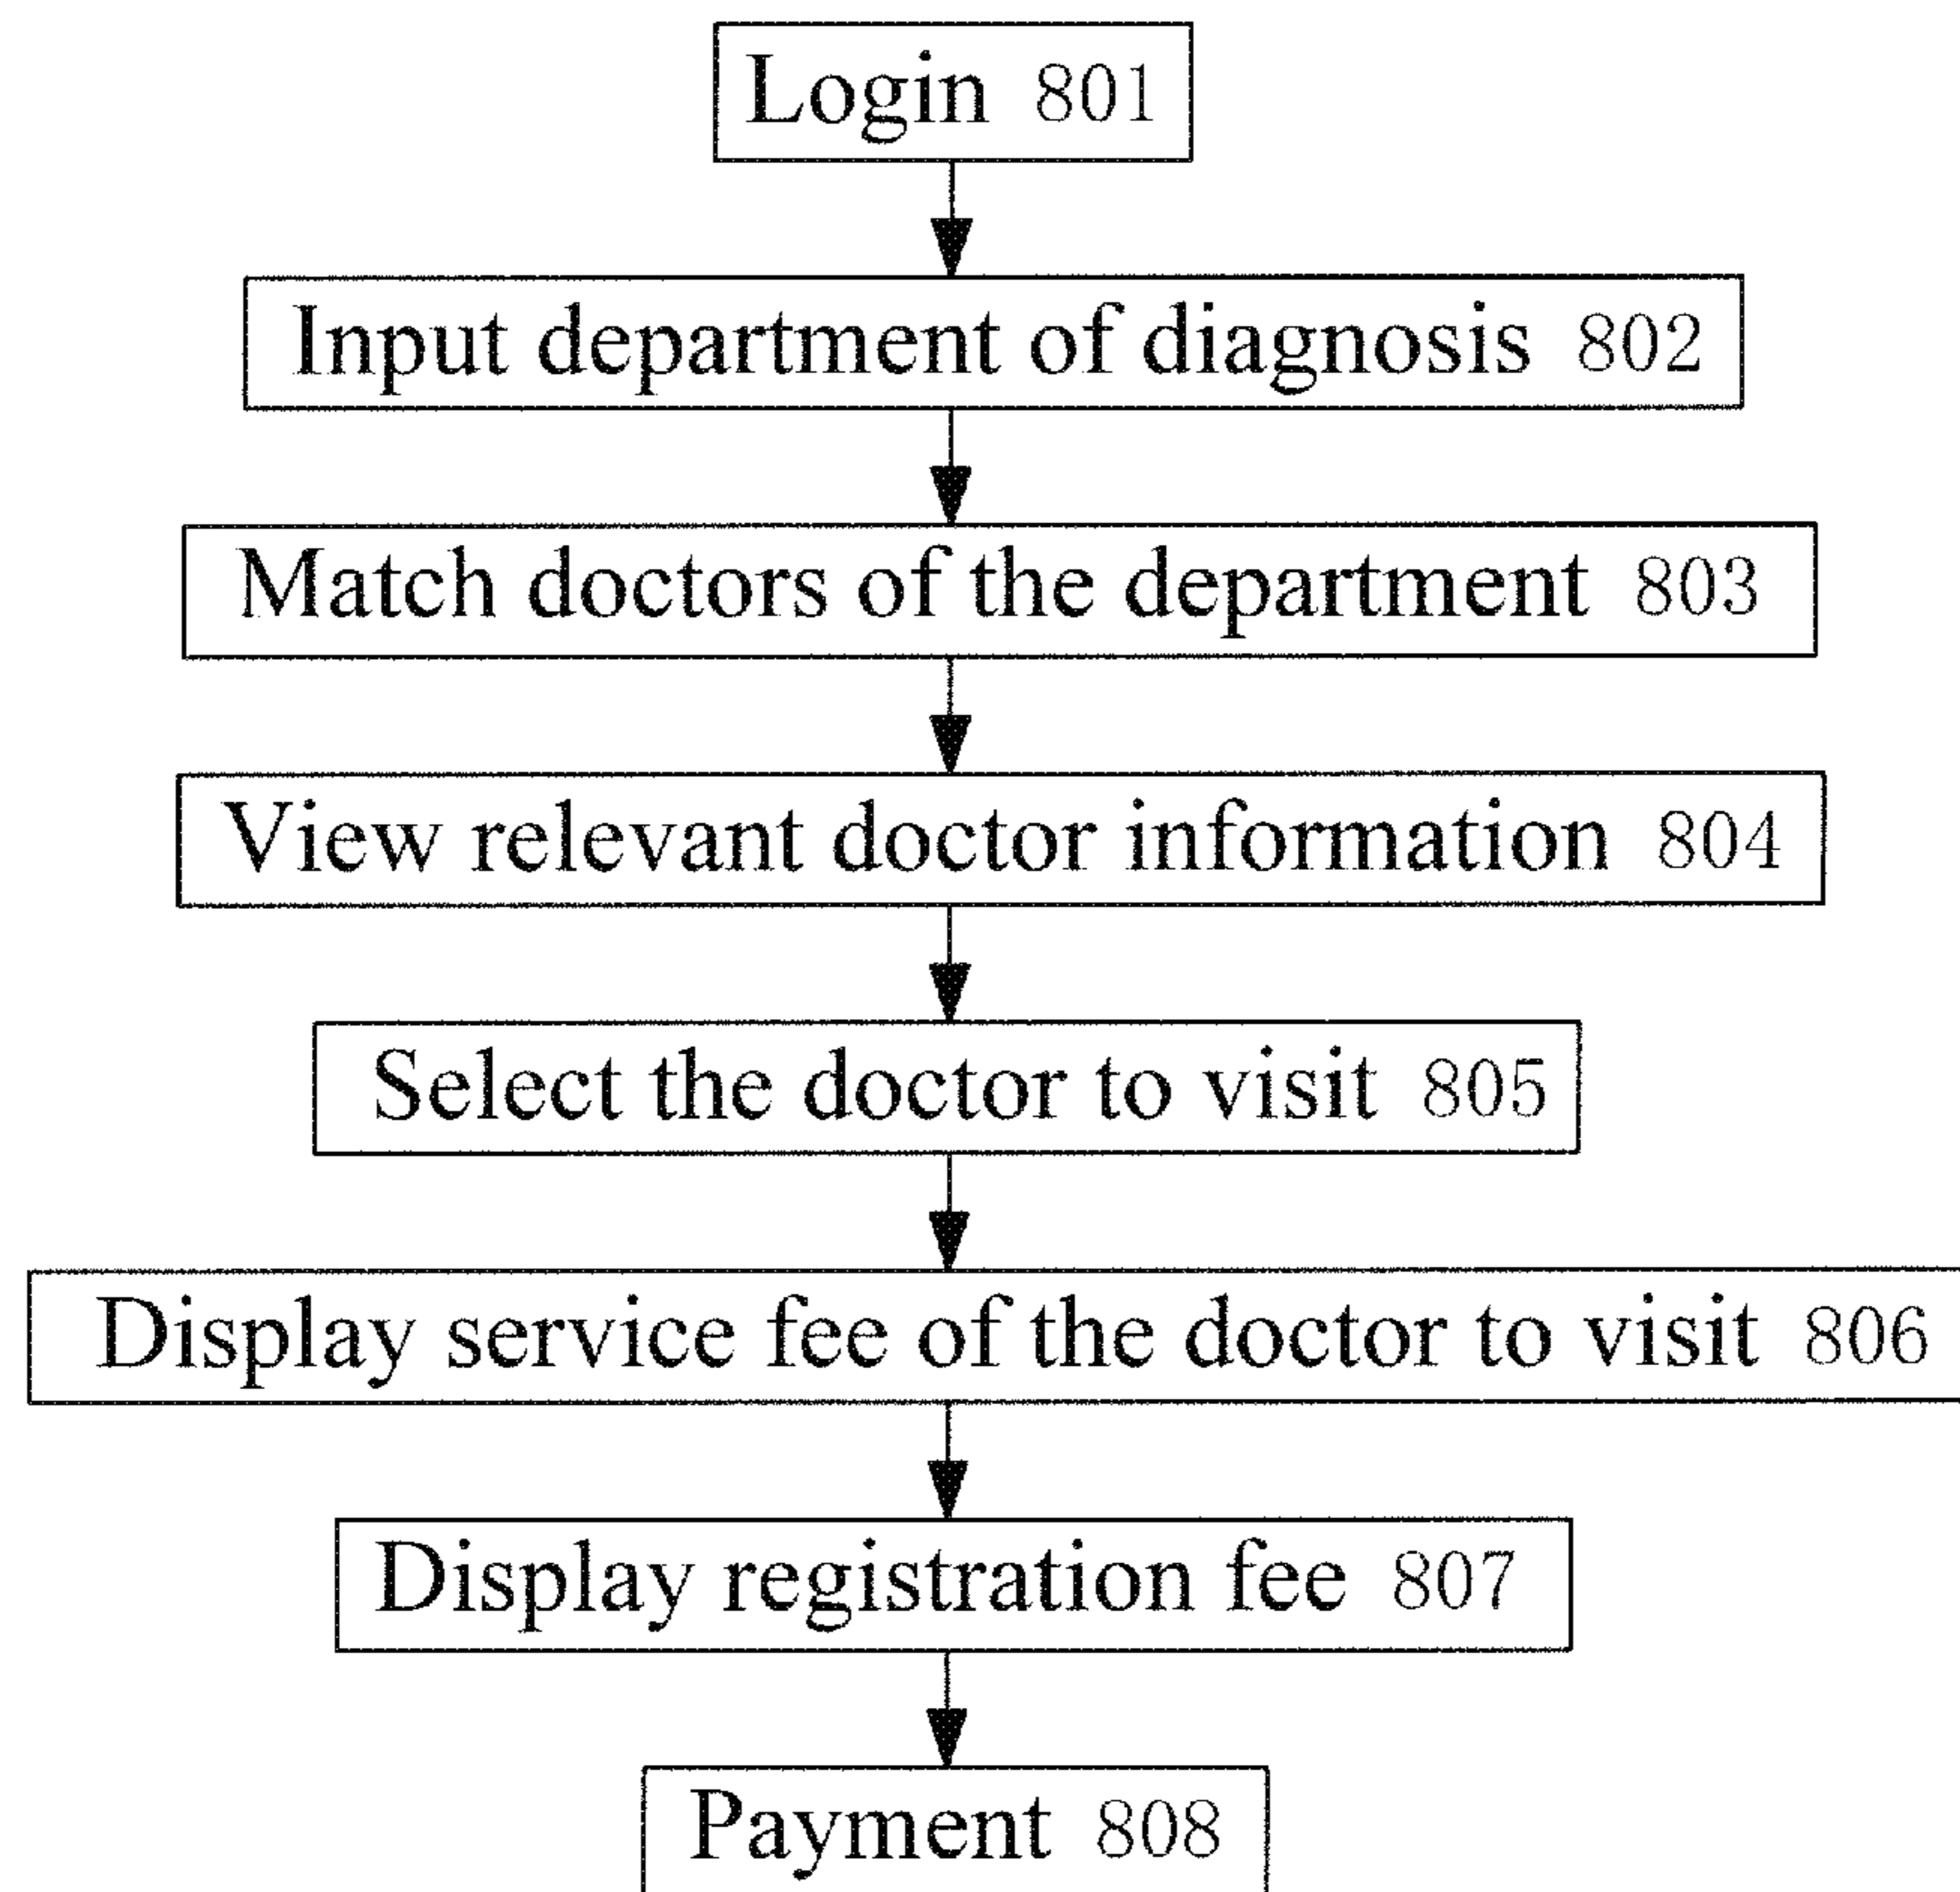 Login 801
Input department of diagnosis 802
Match doctors of the department 803
View relevant doctor information 804
Select the doctor to visit 805
Display service fee of the doctor to visit 806
Display registration fee 807
Payment 808